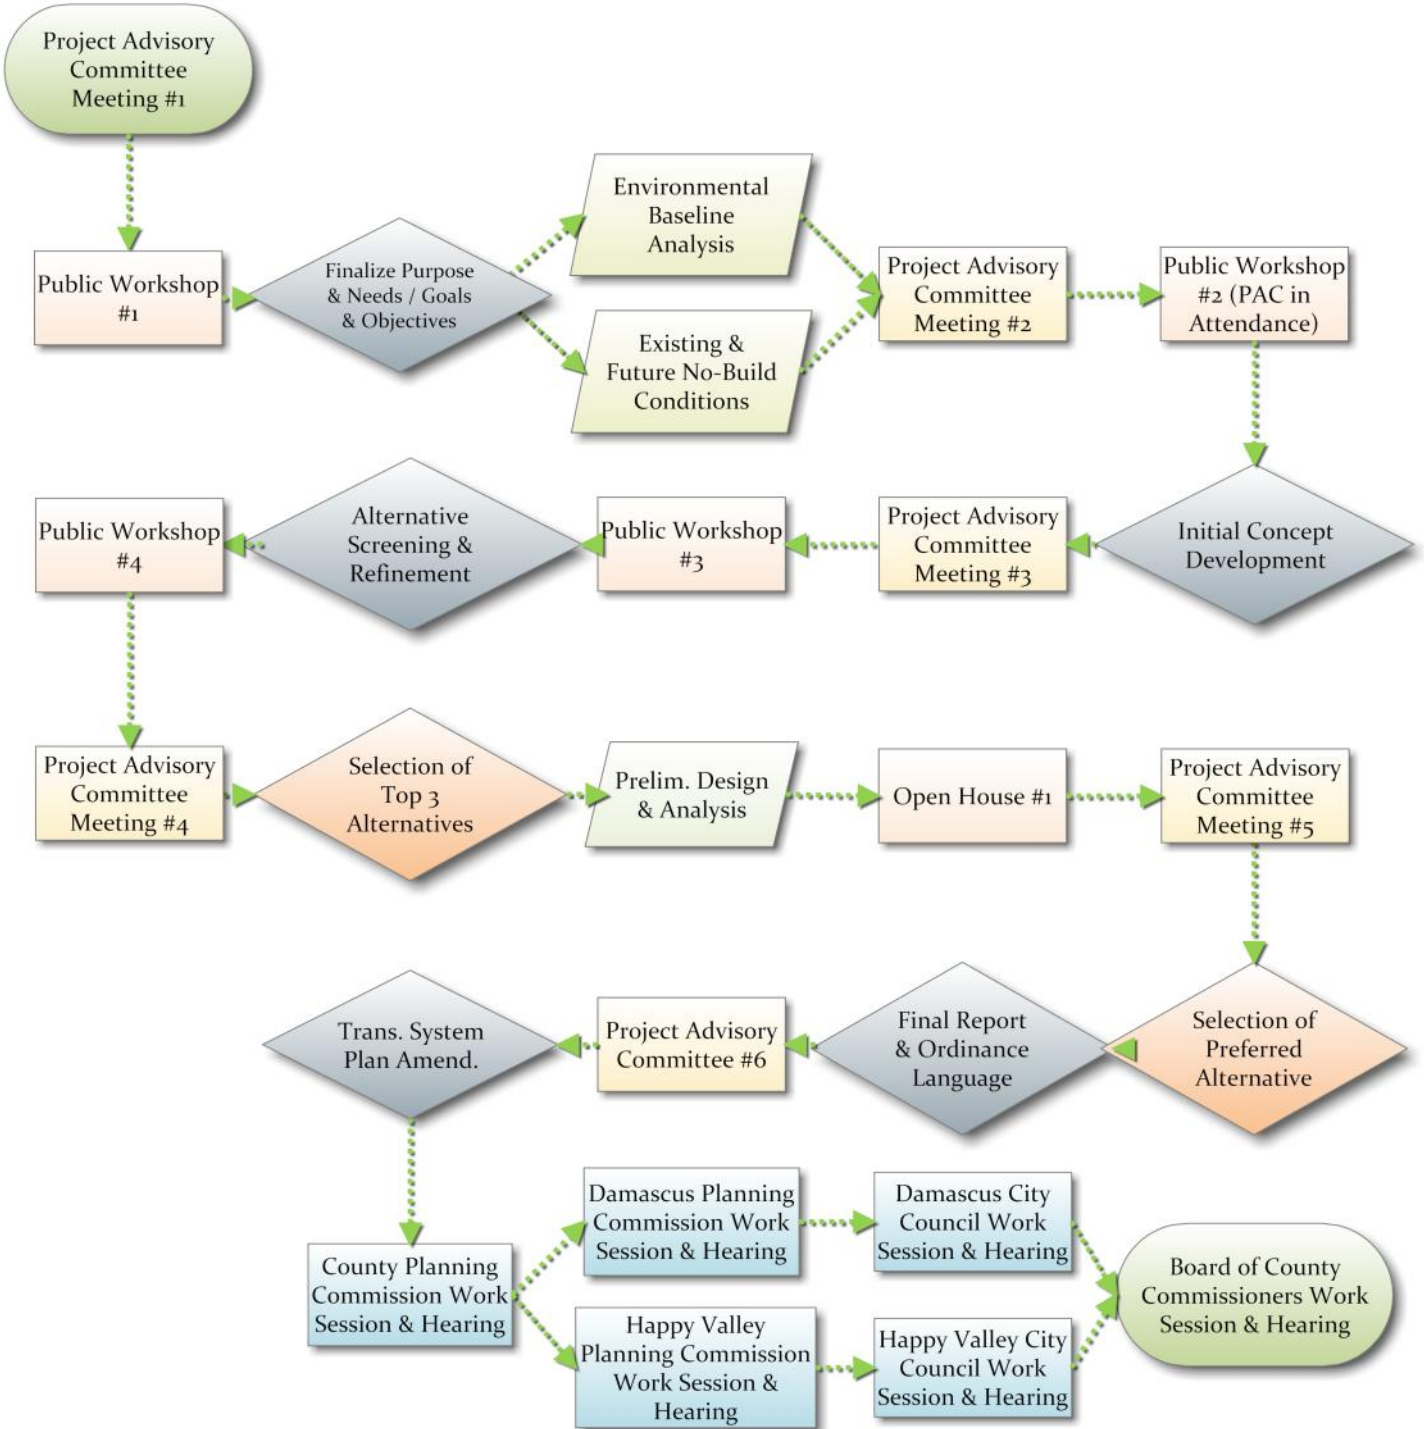 Project Advisory
Committee
Meeting #1
Public Workshop
#1
Finalize Purpose
& Needs / Goals
& Objectives
Environmental
Baseline
Analysis
Existing &
Future No-Build
Conditions
Project Advisory
Committee
Meeting #2
Public Workshop
#2 (PAC in
Attendance)
Initial Concept
Development
Project Advisory
Committee
Meeting #3
Public Workshop
#3
Alternative
Screening &
Refinement
Public Workshop
#4
Project Advisory
Committee
Meeting #4
Selection of
Top 3
Alternatives
Prelim. Design
& Analysis
Open House #1
Project Advisory
Committee
Meeting #5
Selection of
Preferred
Alternative
Final Report
& Ordinance
Language
Project Advisory
Committee #6
Trans. System
Plan Amend.
County Planning
Commission Work
Session & Hearing
Damascus Planning
Commission Work
Session & Hearing
Damascus City
Council Work
Session & Hearing
Happy Valley
Planning Commission
Work Session &
Hearing
Happy Valley City
Council Work
Session & Hearing
Board of County
Commissioners Work
Session & Hearing